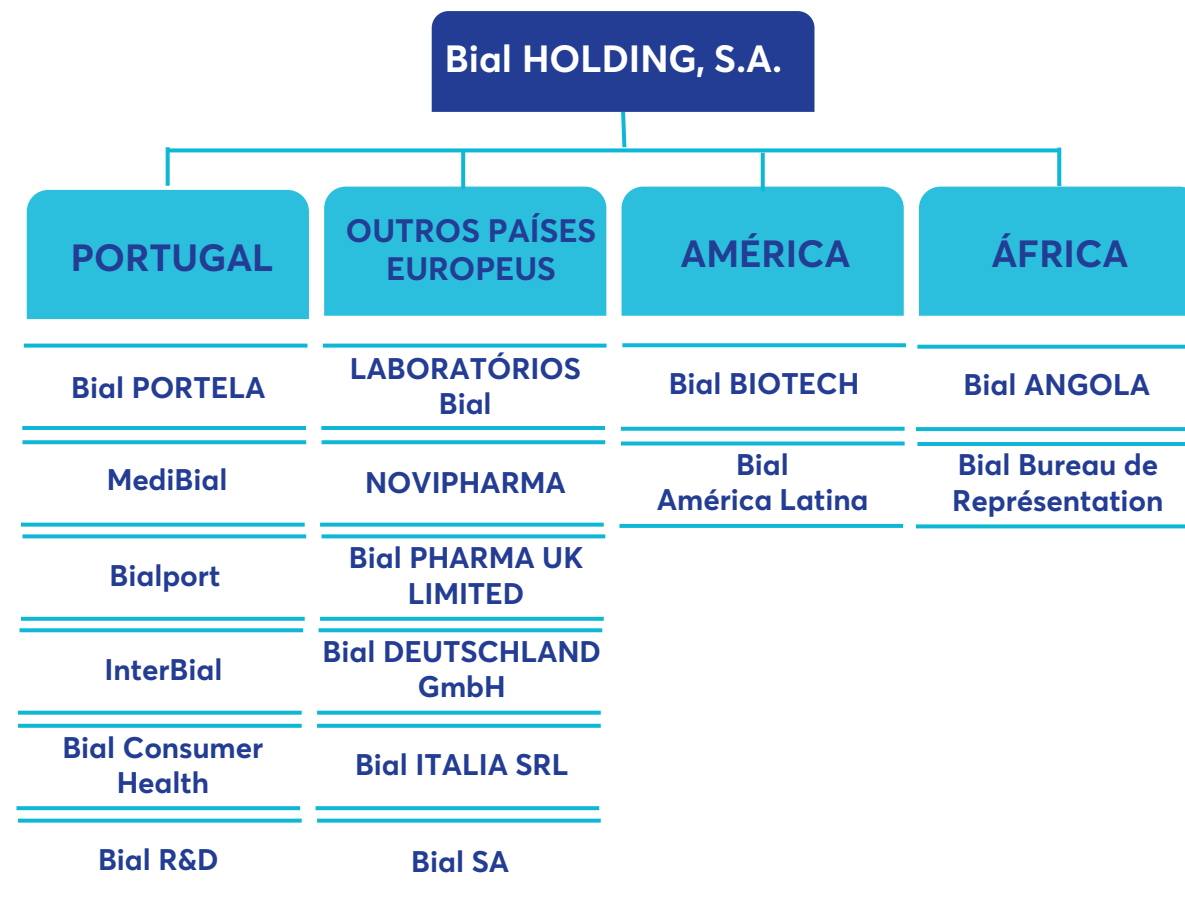 Bial HOLDING, S.A.
PORTUGAL
OUTROS PAÍSES
EUROPEUS
AMÉRICA
ÁFRICA
Bial PORTELA
MediBial
Bialport
InterBial
Bial Consumer
Health
Bial R&D
LABORATÓRIOS
Bial
NOVIPHARMA
Bial PHARMA UK
LIMITED
Bial DEUTSCHLAND
GmbH
Bial ITALIA SRL
Bial SA
Bial BIOTECH
Bial
América Latina
Bial ANGOLA
Bial Bureau de
Représentation